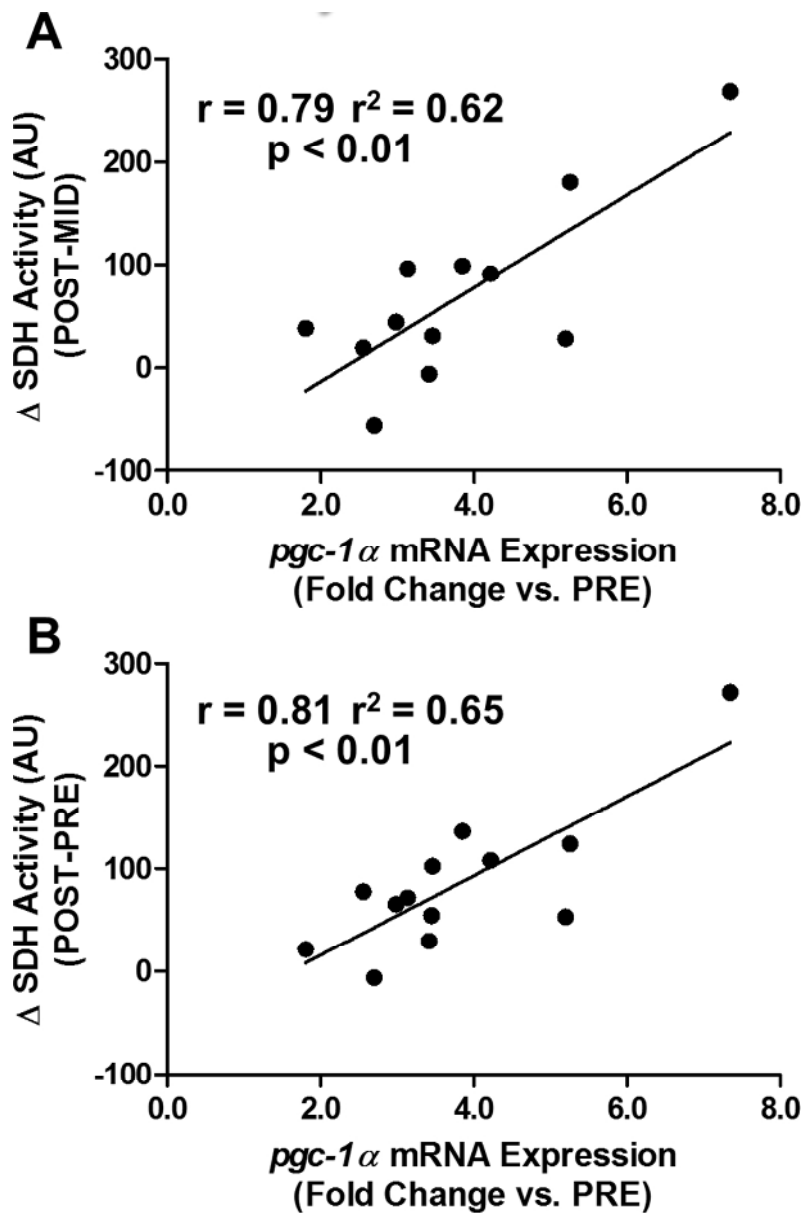 A
300
200
100
0
-100
Δ SDH Activity (AU)
(POST-MID)
r = 0.79 r² = 0.62
p < 0.01
0.0 2.0 4.0 6.0 8.0
pgc-1α mRNA Expression
(Fold Change vs. PRE)
B
300
200
100
0
-100
Δ SDH Activity (AU)
(POST-PRE)
r = 0.81 r² = 0.65
p < 0.01
0.0 2.0 4.0 6.0 8.0
pgc-1α mRNA Expression
(Fold Change vs. PRE)